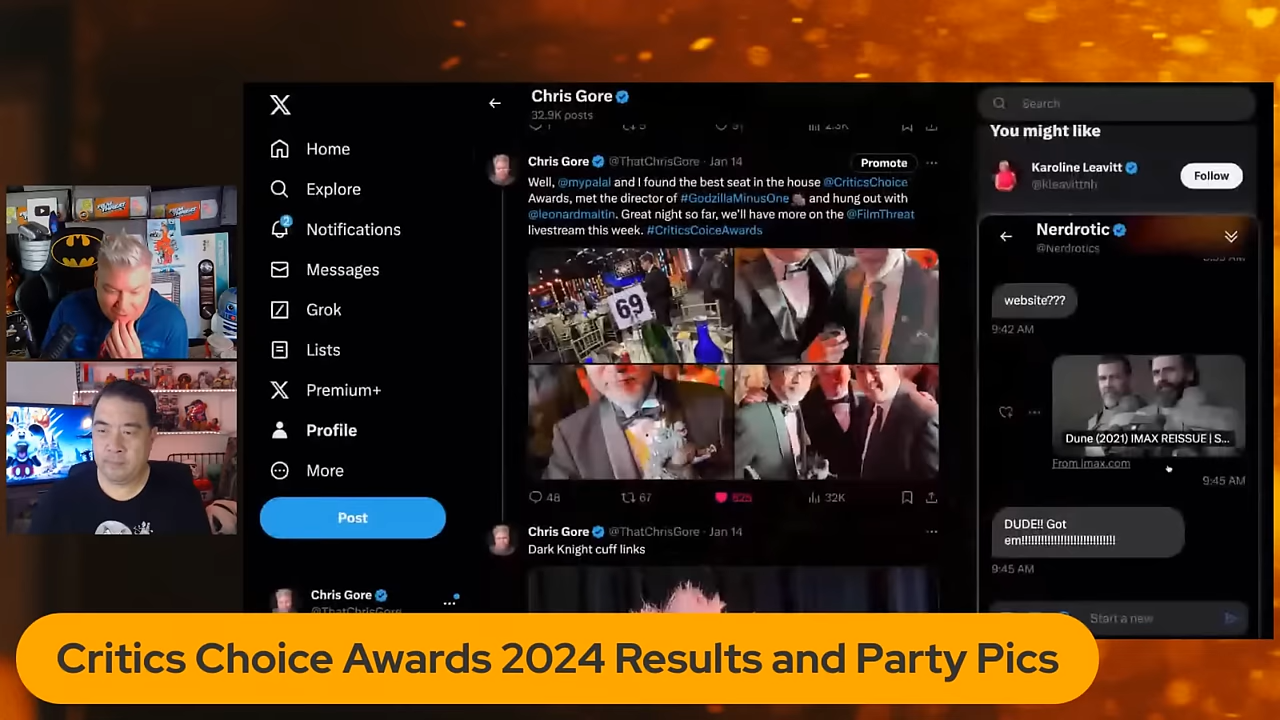 Home
Explore
2
Notifications
Messages
Grok
Lists
Premium+
Profile
More
Post
Chris Gore
Chris Gore
32.9K posts
Chris Gore @ThatChrisGore · Jan 14
Promote
Well, @mypalal and I found the best seat in the house @CriticsChoice
Awards, met the director of #GodzillaMinusOne and hung out with
@leonardmaltin. Great night so far, we'll have more on the @FilmThreat
livestream this week. #CriticsCoiceAwards
69
48
67
625
32K
Chris Gore @ThatChrisGore · Jan 14
Dark Knight cuff links
Search
You might like
Karoline Leavitt
@kleavittnh
Follow
Nerdrotic
@Nerdrotics
website???
9:42 AM
Dune (2021) IMAX REISSUE | S...
From imax.com
9:45 AM
DUDE!! Got
em!!!!!!!!!!!!!!!!!!!!!!!!!!!!!
9:45 AM
Start a new
Critics Choice Awards 2024 Results and Party Pics